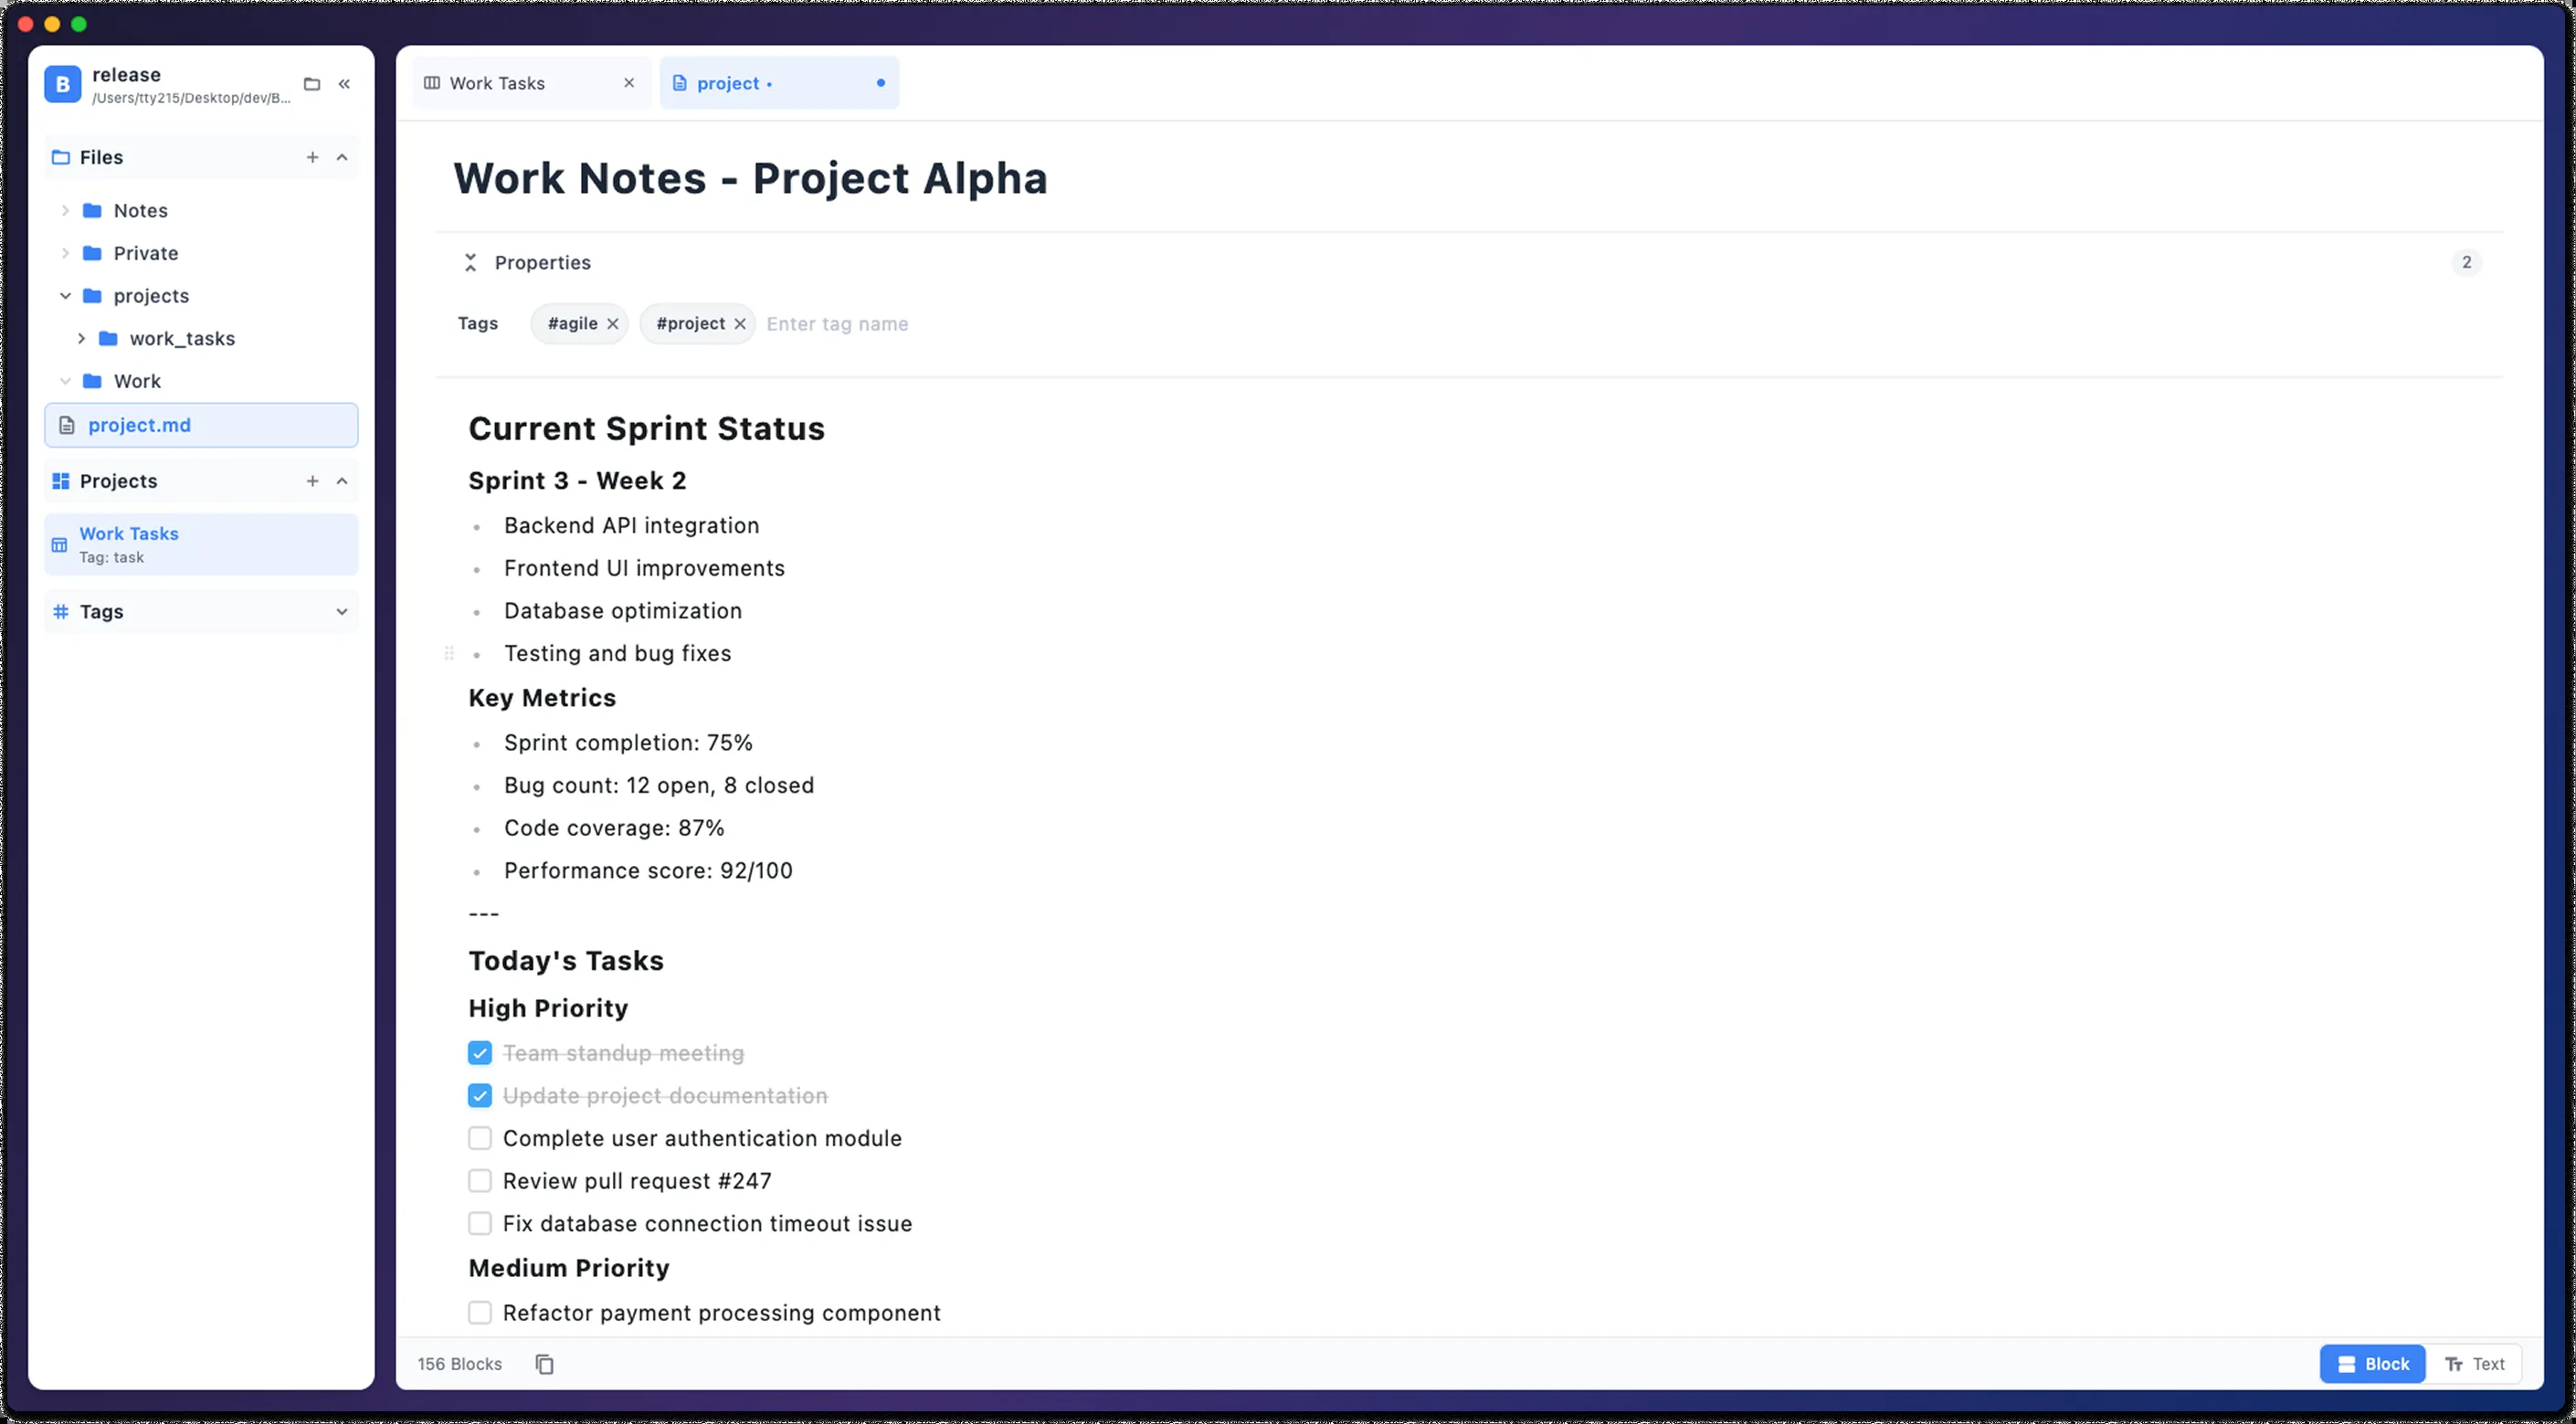 B
release
/Users/tty215/Desktop/dev/B...
Files
Notes
Private
projects
work_tasks
Work
project.md
Projects
Work Tasks
Tag: task
Tags
Work Tasks
project •
Work Notes - Project Alpha
Properties
2
Tags #agile #project Enter tag name
Current Sprint Status
Sprint 3 - Week 2
• Backend API integration
• Frontend UI improvements
• Database optimization
• Testing and bug fixes
Key Metrics
• Sprint completion: 75%
• Bug count: 12 open, 8 closed
• Code coverage: 87%
• Performance score: 92/100
---
Today's Tasks
High Priority
Team standup meeting
Update project documentation
Complete user authentication module
Review pull request #247
Fix database connection timeout issue
Medium Priority
Refactor payment processing component
156 Blocks
Block
Text